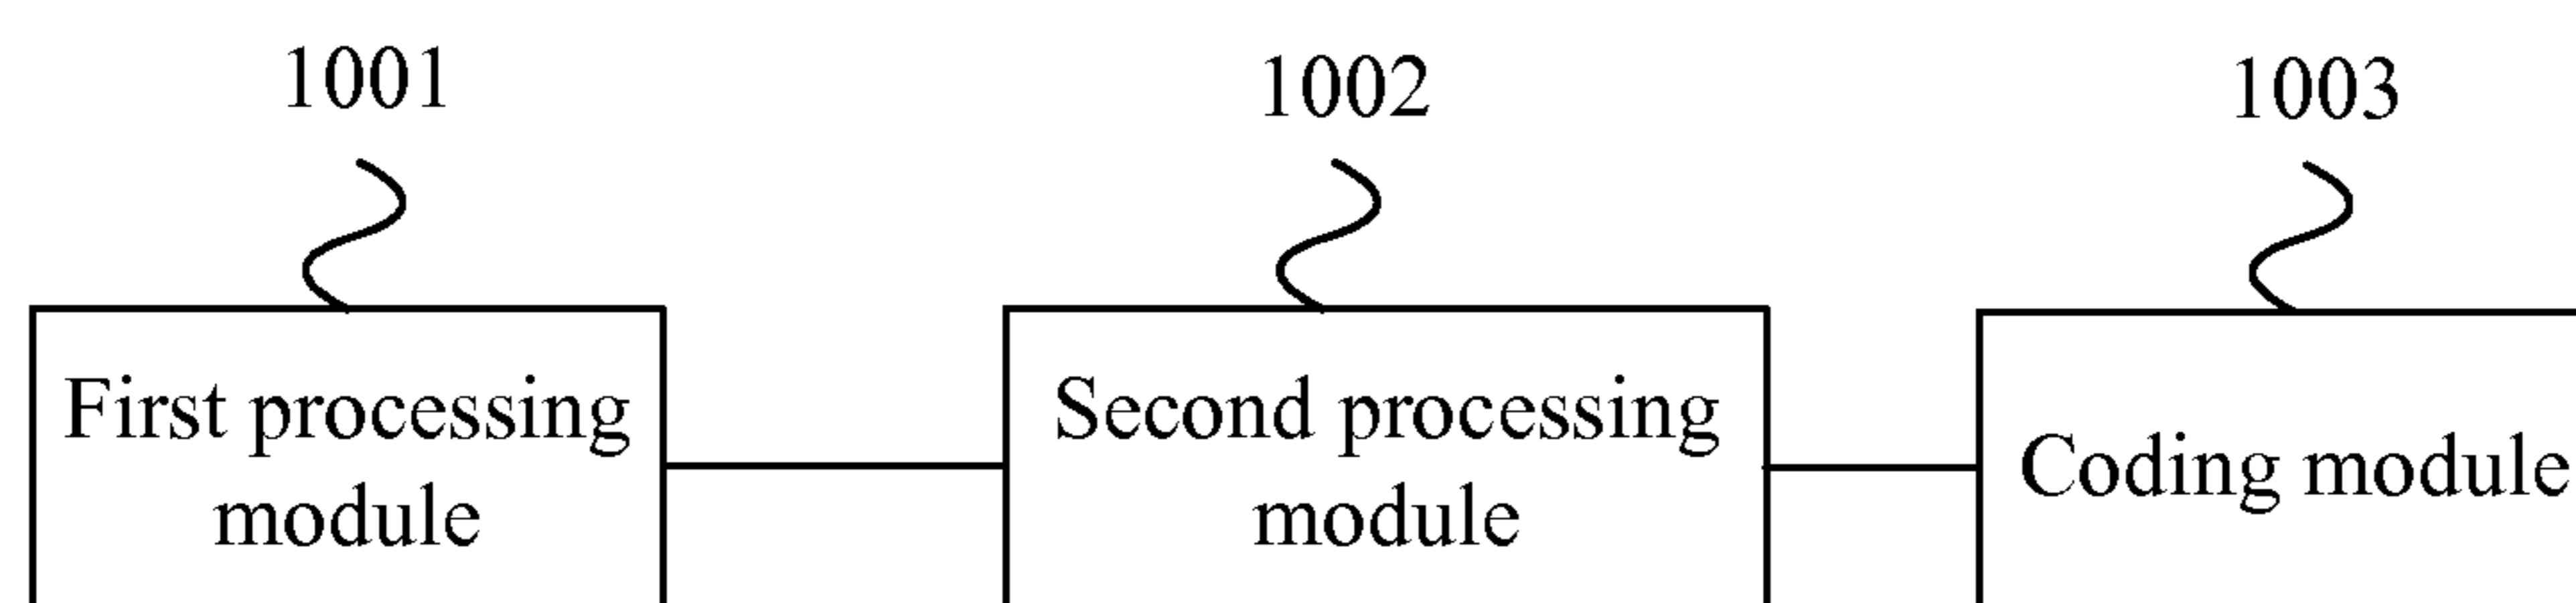 1001
1002
1003
First processing
module
Second processing
module
Coding module